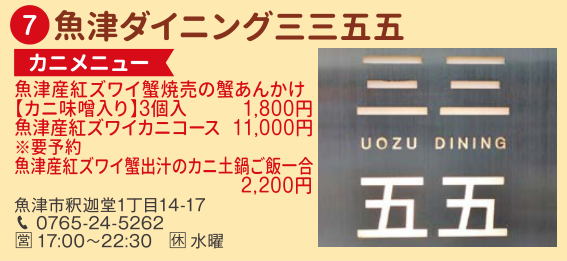 7 魚津ダイニング三三五五
カニメニュー
魚津産紅ズワイ蟹焼売の蟹あんかけ
【カニ味噌入り】3個入 1,800円
魚津産紅ズワイカニコース 11,000円
※要予約
魚津産紅ズワイ蟹出汁のカニ土鍋ご飯一合
2,200円
魚津市釈迦堂1丁目14-17
0765-24-5262
営 17:00～22:30 休 水曜
三三
UOZU DINING
五五